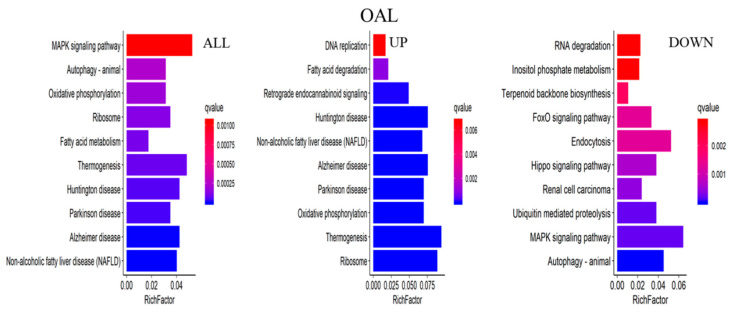 OAL
ALL
MAPK signaling pathway
Autophagy - animal
Oxidative phosphorylation
Ribosome
Fatty acid metabolism
Thermogenesis
Huntington disease
Parkinson disease
Alzheimer disease
Non-alcoholic fatty liver disease (NAFLD)
0.00 0.02 0.04
RichFactor
qvalue
0.00100
0.00075
0.00050
0.00025
UP
DNA replication
Fatty acid degradation
Retrograde endocannabinoid signaling
Huntington disease
Non-alcoholic fatty liver disease (NAFLD)
Alzheimer disease
Parkinson disease
Oxidative phosphorylation
Thermogenesis
Ribosome
0.000 0.025 0.050 0.075
RichFactor
qvalue
0.006
0.004
0.002
DOWN
RNA degradation
Inositol phosphate metabolism
Terpenoid backbone biosynthesis
FoxO signaling pathway
Endocytosis
Hippo signaling pathway
Renal cell carcinoma
Ubiquitin mediated proteolysis
MAPK signaling pathway
Autophagy - animal
0.00 0.02 0.04 0.06
RichFactor
qvalue
0.002
0.001